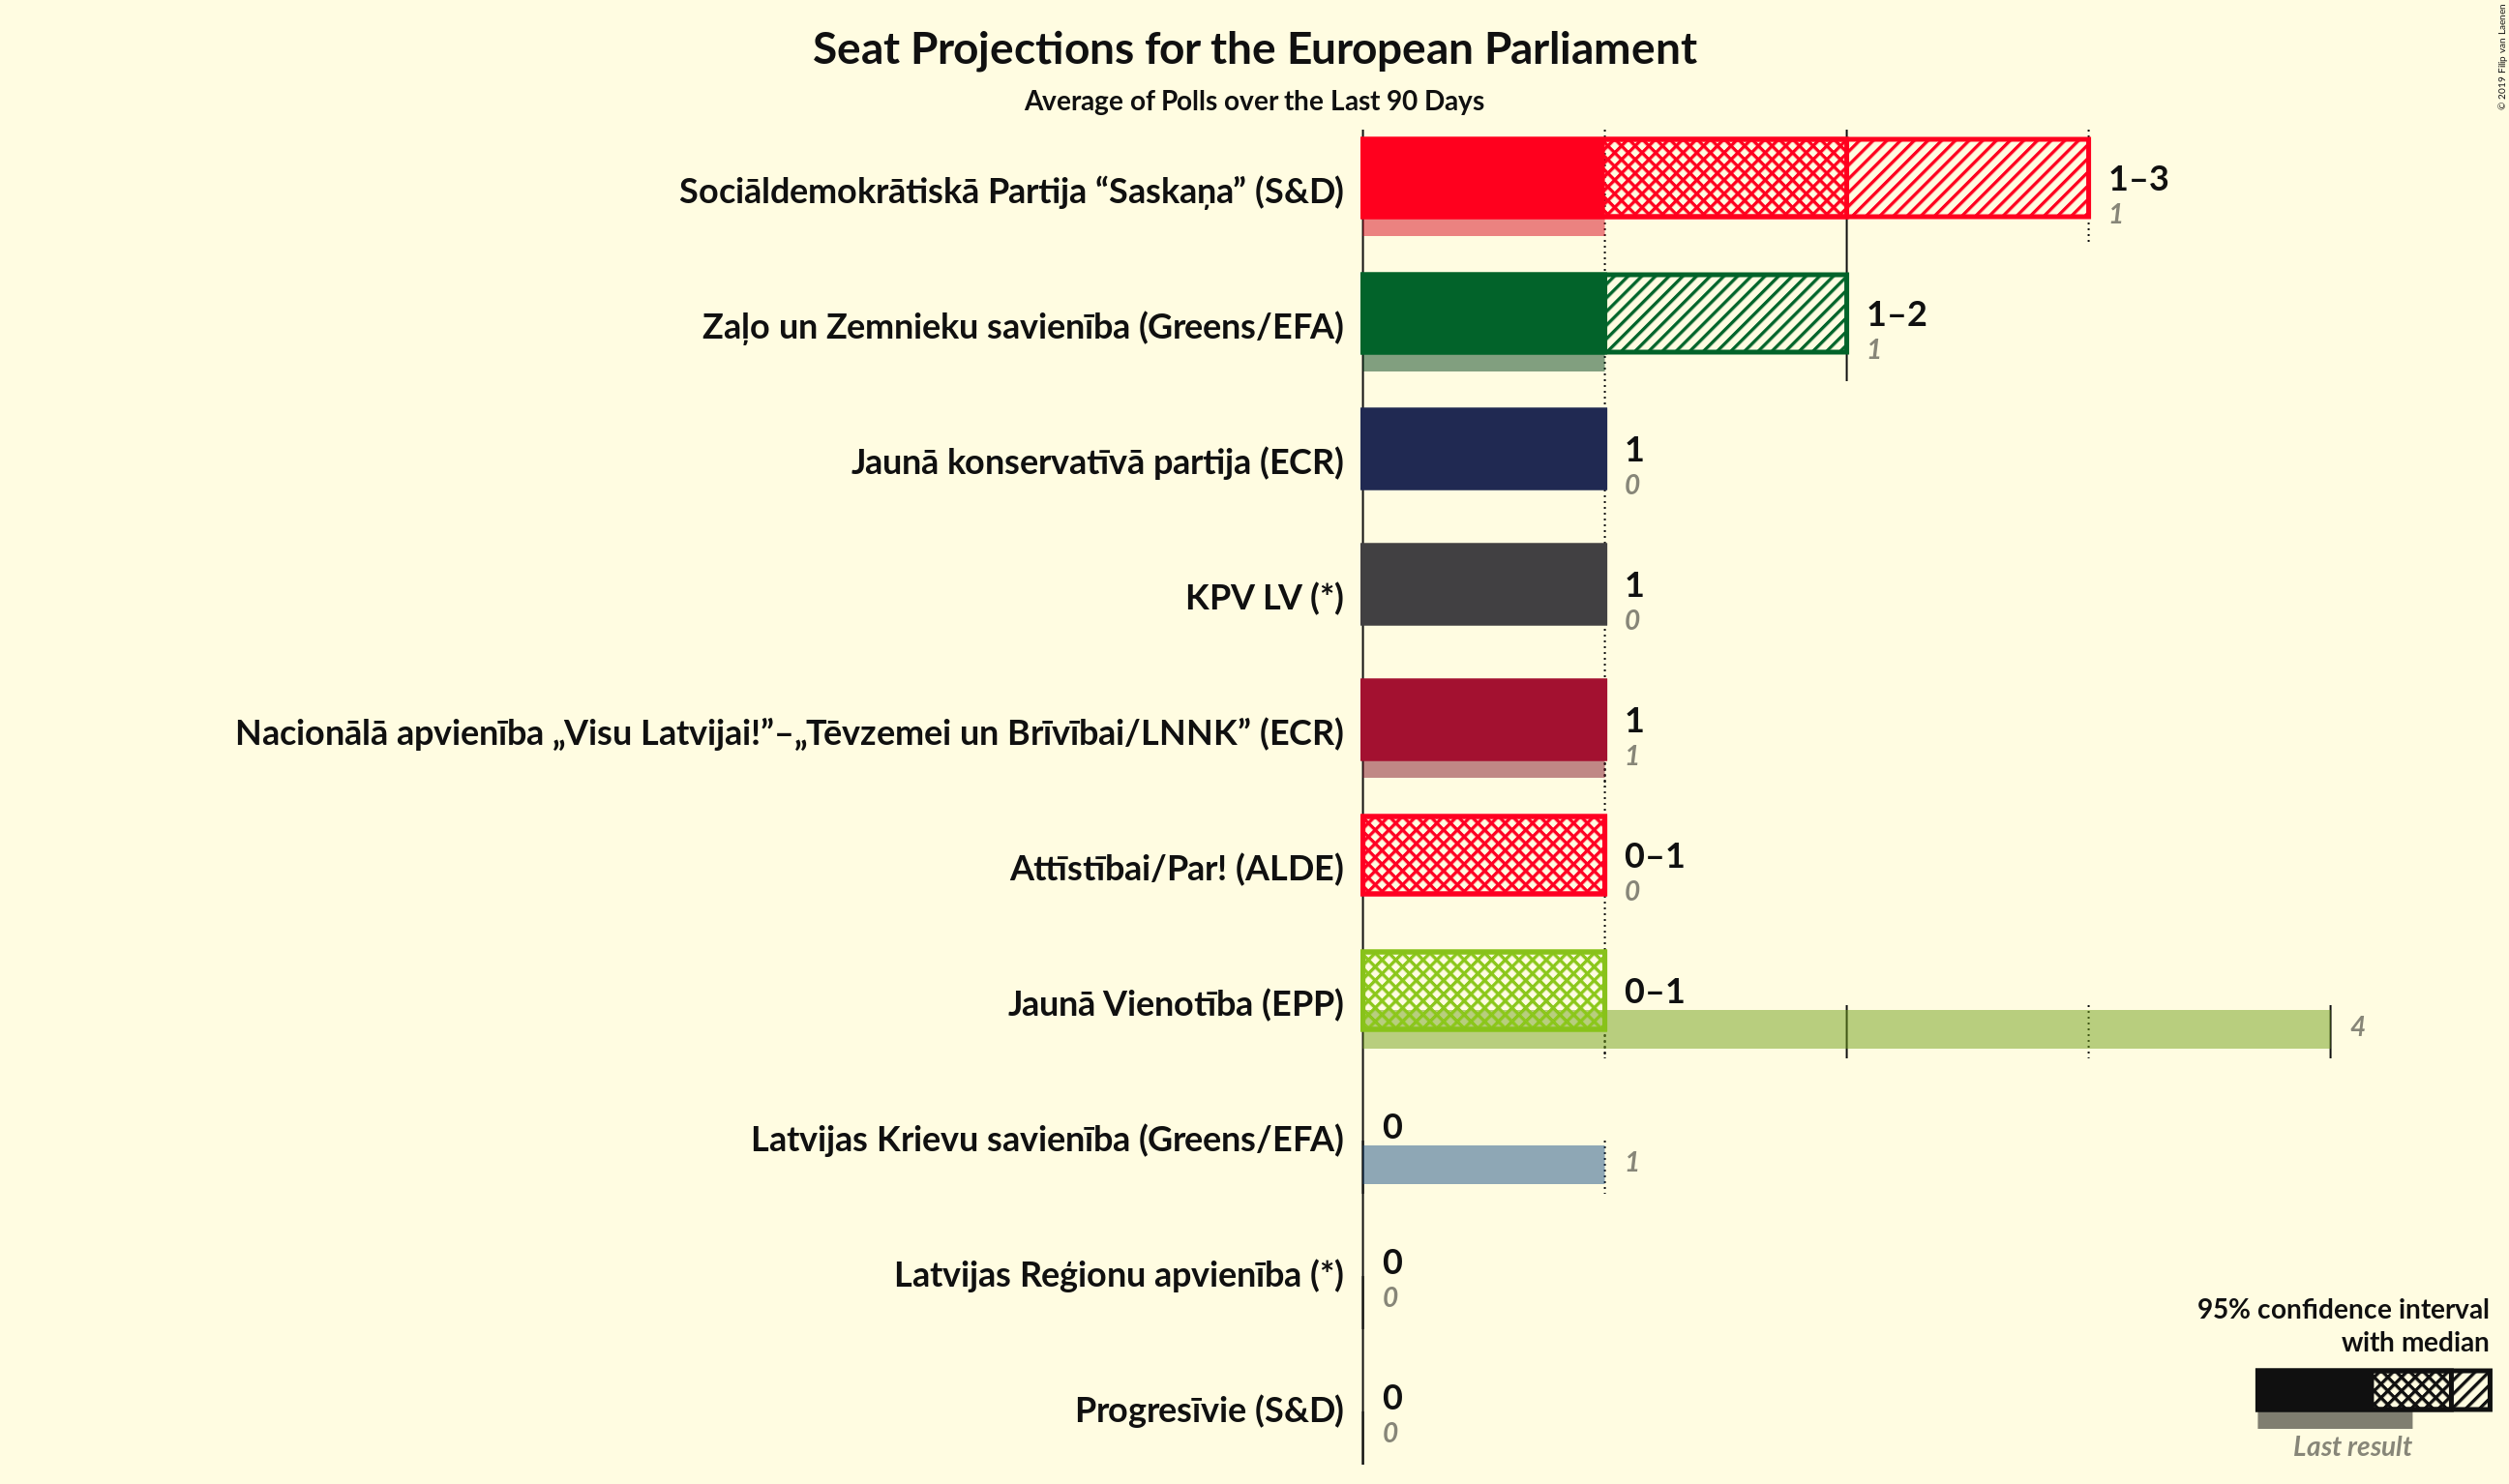 Seat Projections for the European Parliament
Average of Polls over the Last 90 Days
© 2019 Filip van Laenen
Sociāldemokrātiskā Partija “Saskaņa” (S&D)
1–3
1
Zaļo un Zemnieku savienība (Greens/EFA)
1–2
1
Jaunā konservatīvā partija (ECR)
1
0
KPV LV (*)
1
0
Nacionālā apvienība „Visu Latvijai!”–„Tēvzemei un Brīvībai/LNNK” (ECR)
1
1
Attīstībai/Par! (ALDE)
0–1
0
Jaunā Vienotība (EPP)
0–1
4
Latvijas Krievu savienība (Greens/EFA)
0
1
Latvijas Reģionu apvienība (*)
0
0
Progresīvie (S&D)
0
0
95% confidence interval
with median
Last result